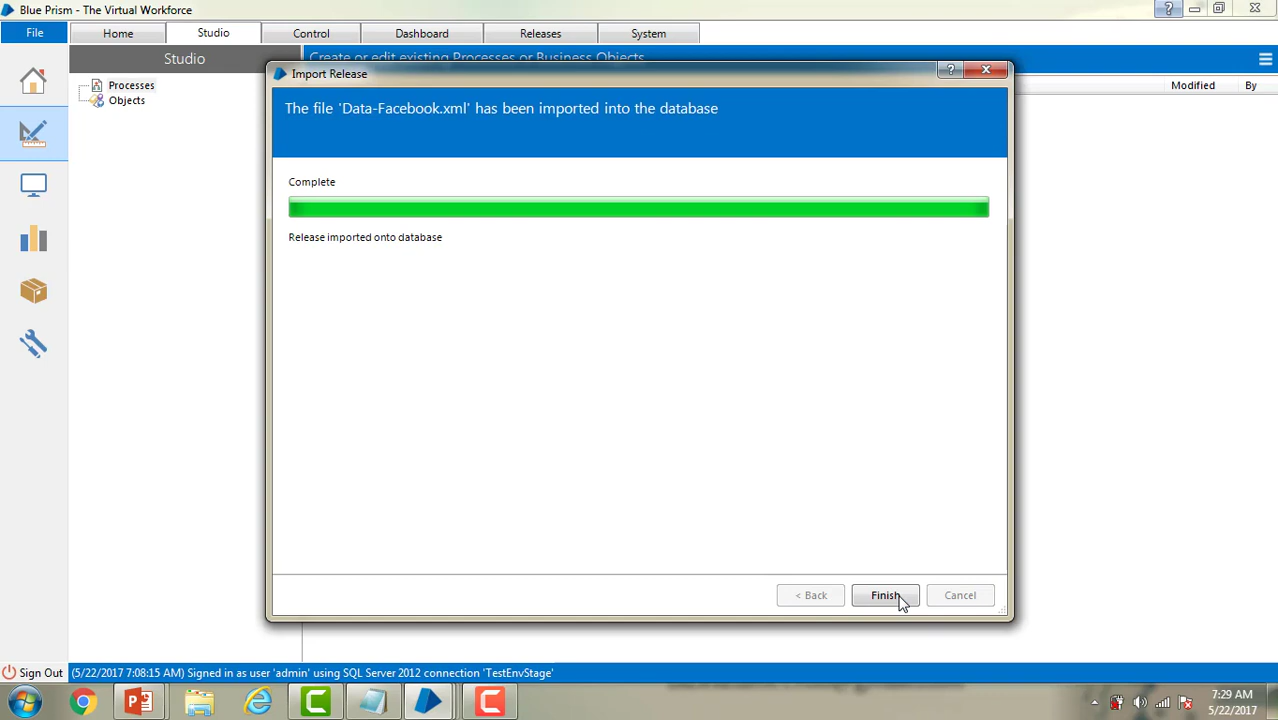 Blue Prism - The Virtual Workforce
?
File
Home
Studio
Control
Dashboard
Releases
System
Studio
Create or edit existing Processes or Business Objects
Processes
Objects
Modified
By
Import Release
?
The file 'Data-Facebook.xml' has been imported into the database
Complete
Release imported onto database
< Back
Finish
Cancel
Sign Out
(5/22/2017 7:08:15 AM) Signed in as user 'admin' using SQL Server 2012 connection 'TestEnvStage'
7:29 AM
5/22/2017